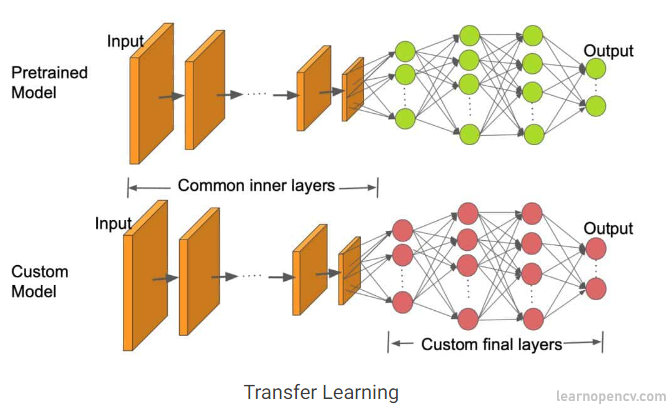 Input
Pretrained
Model
Output
Common inner layers
Input
Custom
Model
Output
Custom final layers
Transfer Learning
learnopencv.com